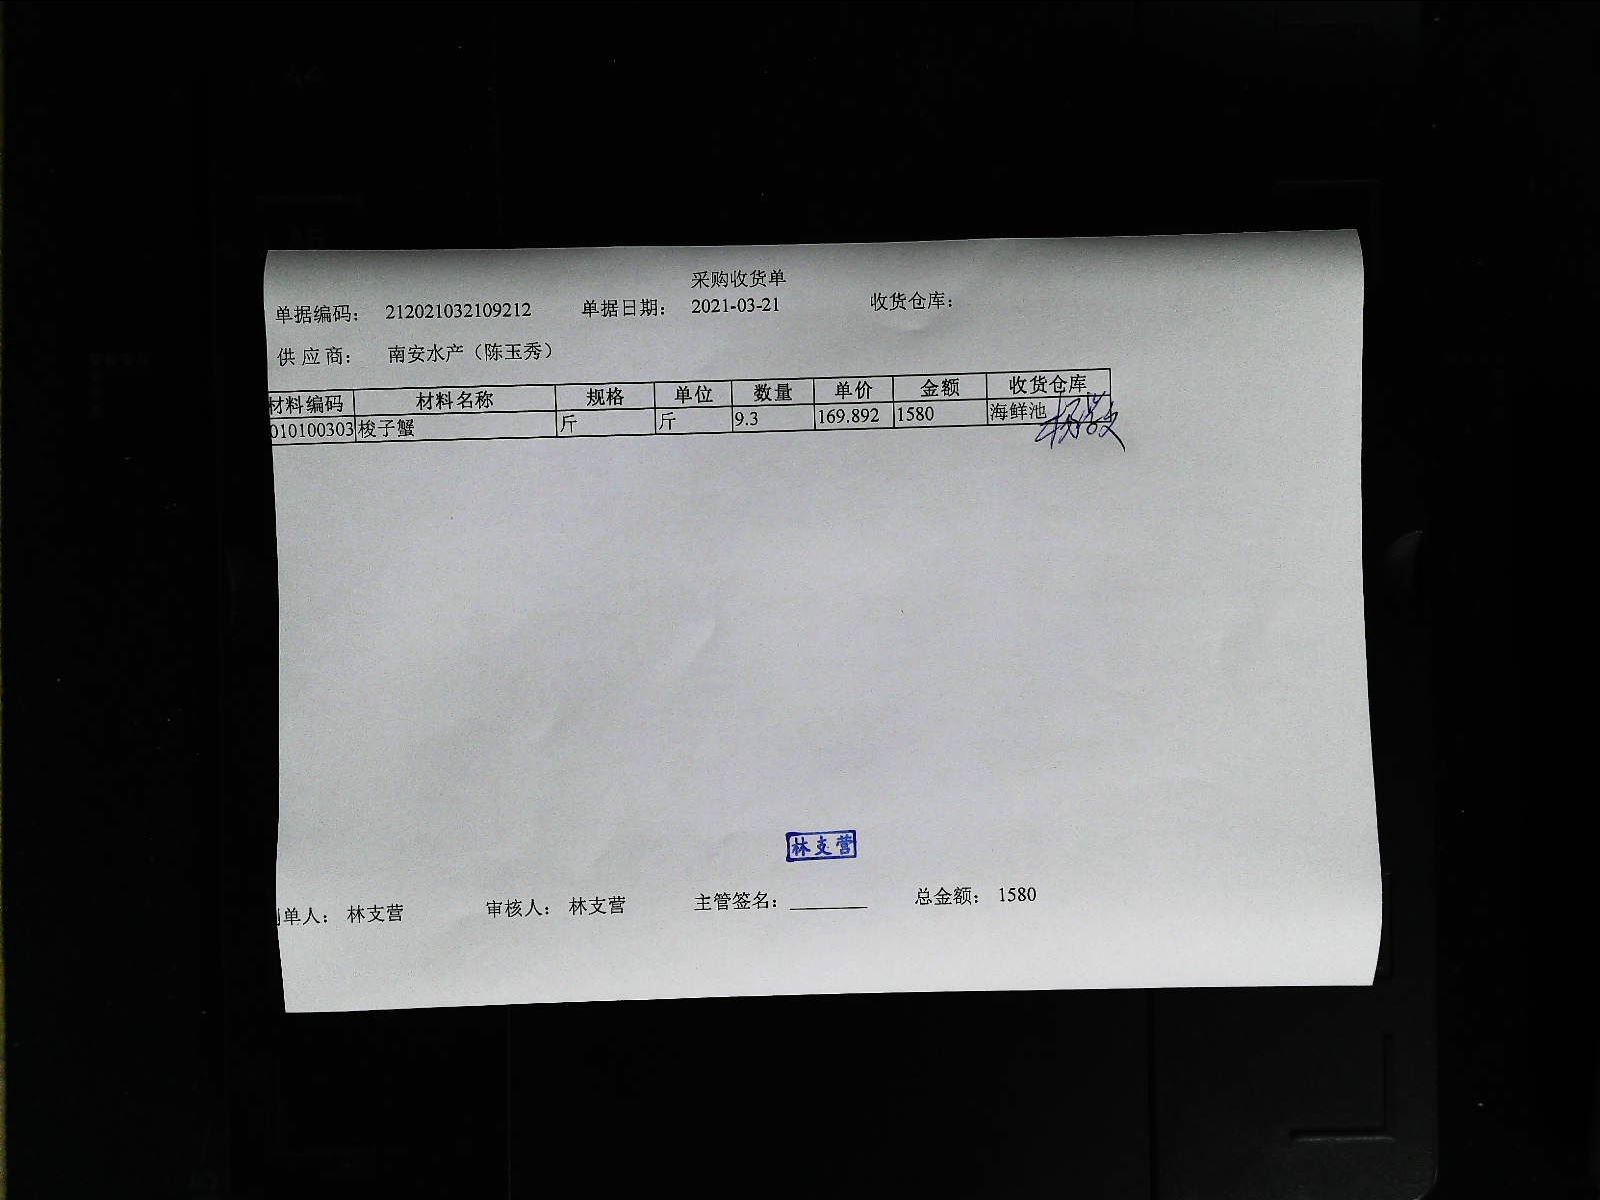 采购收货单
单据编码： 212021032109212 单据日期： 2021-03-21 收货仓库：
供应商： 南安水产（陈玉秀）
材料编码 材料名称 规格 单位 数量 单价 金额 收货仓库
010100303 梭子蟹 斤 斤 9.3 169.892 1580 海鲜池
林支营
制单人： 林支营 审核人： 林支营 主管签名：________ 总金额： 1580